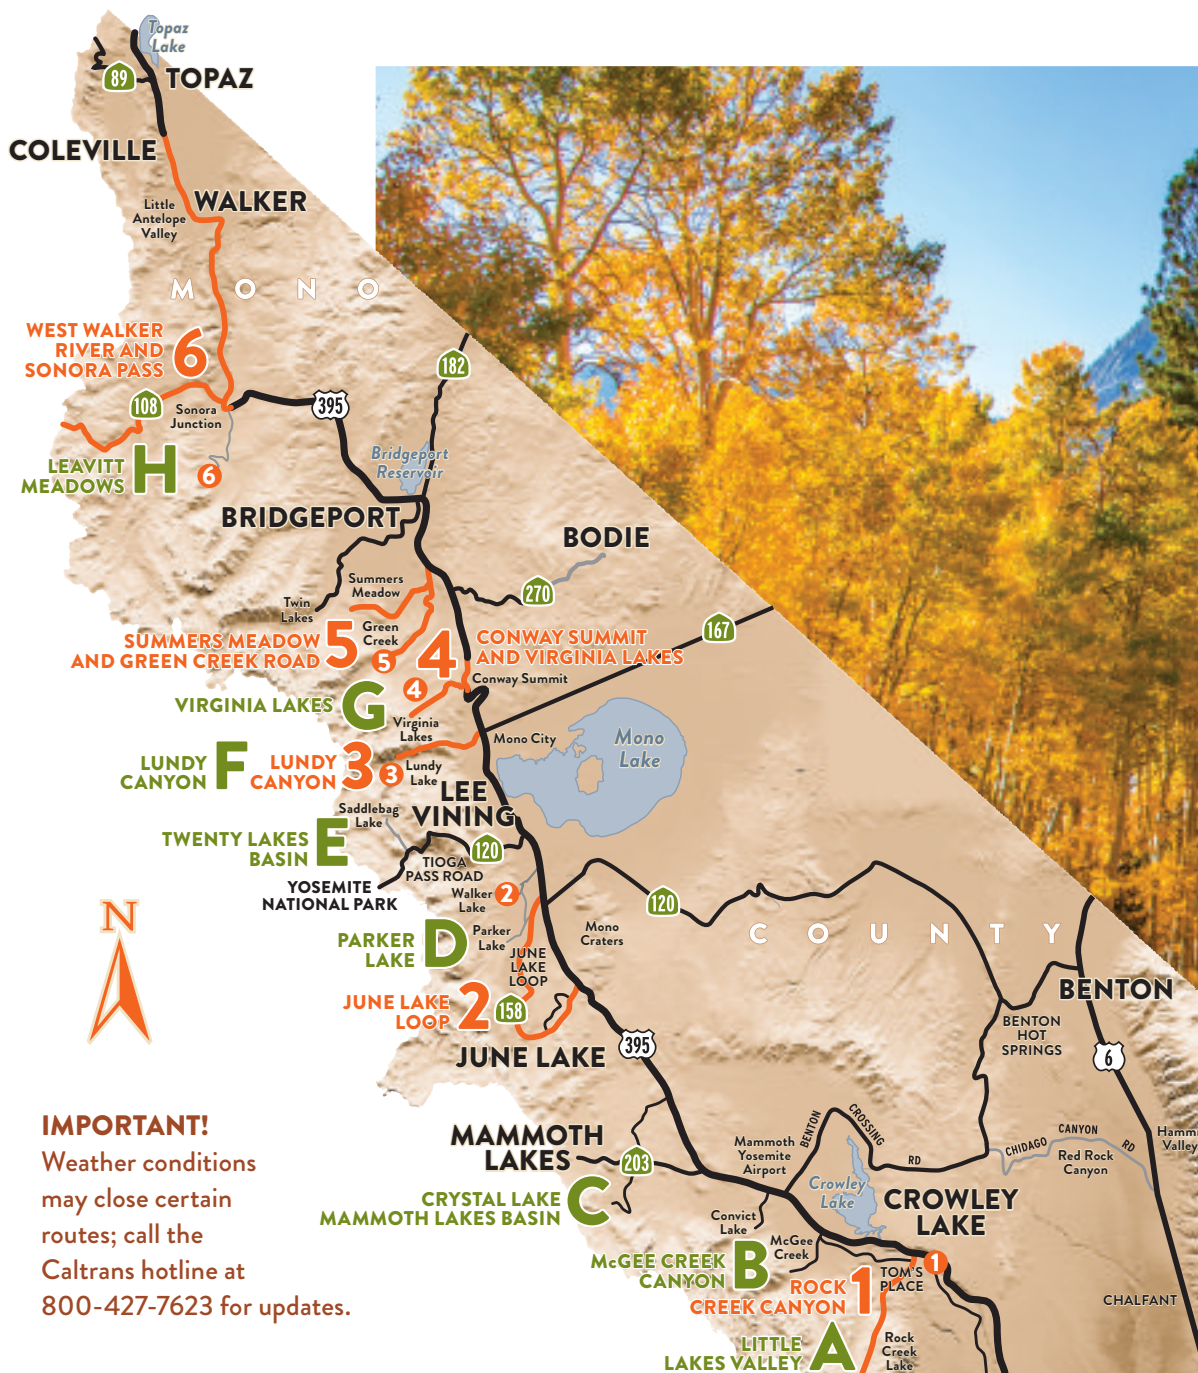 Topaz
Lake
89
TOPAZ
COLEVILLE
Little
Antelope
Valley
WALKER
MONO
WEST WALKER
RIVER AND
SONORA PASS
6
182
108
Sonora
Junction
395
LEAVITT
MEADOWS
H
6
Bridgeport
Reservoir
BRIDGEPORT
BODIE
Summers
Meadow
270
Twin
Lakes
167
SUMMERS MEADOW
AND GREEN CREEK ROAD
5
Green
Creek
5
4
CONWAY SUMMIT
AND VIRGINIA LAKES
Conway Summit
4
VIRGINIA LAKES
G
Virginia
Lakes
Mono City
Mono
Lake
LUNDY
CANYON
F
LUNDY
CANYON
3
3
Lundy
Lake
LEE
VINING
Saddlebag
Lake
TWENTY LAKES
BASIN
E
120
TIOGA
PASS ROAD
YOSEMITE
NATIONAL PARK
Walker
Lake
2
120
Mono
Craters
COUNTY
PARKER
LAKE
D
Parker
Lake
JUNE
LAKE
LOOP
N
JUNE LAKE
LOOP
2
158
JUNE LAKE
395
BENTON
BENTON
HOT
SPRINGS
6
IMPORTANT!
Weather conditions
may close certain
routes; call the
Caltrans hotline at
800-427-7623 for updates.
MAMMOTH
LAKES
203
Mammoth
Yosemite
Airport
BENTON CROSSING RD
CHIDAGO CANYON RD
Red Rock
Canyon
Hammi
Valley
CRYSTAL LAKE
MAMMOTH LAKES BASIN
C
Crowley
Lake
CROWLEY
LAKE
Convict
Lake
McGee
Creek
McGEE CREEK
CANYON
B
1
TOM'S
PLACE
ROCK
CREEK CANYON
1
CHALFANT
LITTLE
LAKES VALLEY
A
Rock
Creek
Lake